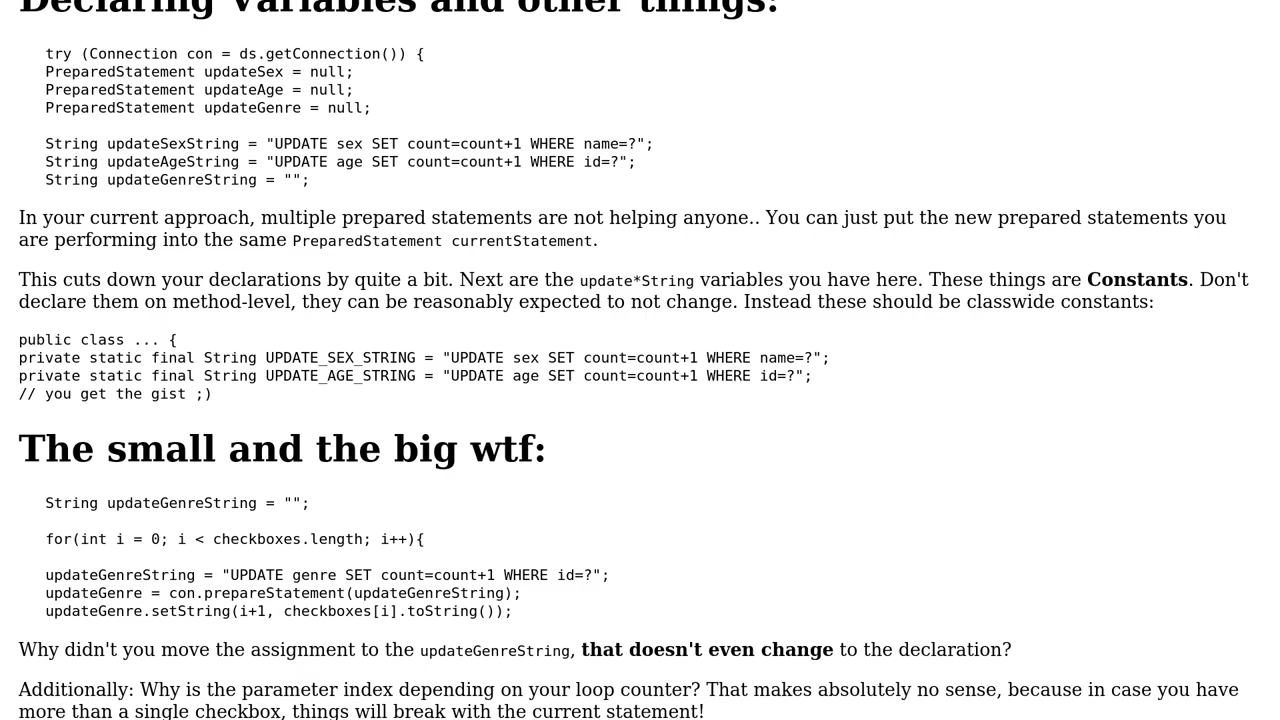 Declaring Variables and other things:
try (Connection con = ds.getConnection()) {
PreparedStatement updateSex = null;
PreparedStatement updateAge = null;
PreparedStatement updateGenre = null;
String updateSexString = "UPDATE sex SET count=count+1 WHERE name=?";
String updateAgeString = "UPDATE age SET count=count+1 WHERE id=?";
String updateGenreString = "";
In your current approach, multiple prepared statements are not helping anyone.. You can just put the new prepared statements you
are performing into the same PreparedStatement currentStatement.
This cuts down your declarations by quite a bit. Next are the update*String variables you have here. These things are Constants. Don't
declare them on method-level, they can be reasonably expected to not change. Instead these should be classwide constants:
public class ... {
private static final String UPDATE_SEX_STRING = "UPDATE sex SET count=count+1 WHERE name=?";
private static final String UPDATE_AGE_STRING = "UPDATE age SET count=count+1 WHERE id=?";
// you get the gist ;)
The small and the big wtf:
String updateGenreString = "";
for(int i = 0; i < checkboxes.length; i++){
updateGenreString = "UPDATE genre SET count=count+1 WHERE id=?";
updateGenre = con.prepareStatement(updateGenreString);
updateGenre.setString(i+1, checkboxes[i].toString());
Why didn't you move the assignment to the updateGenreString, that doesn't even change to the declaration?
Additionally: Why is the parameter index depending on your loop counter? That makes absolutely no sense, because in case you have
more than a single checkbox, things will break with the current statement!